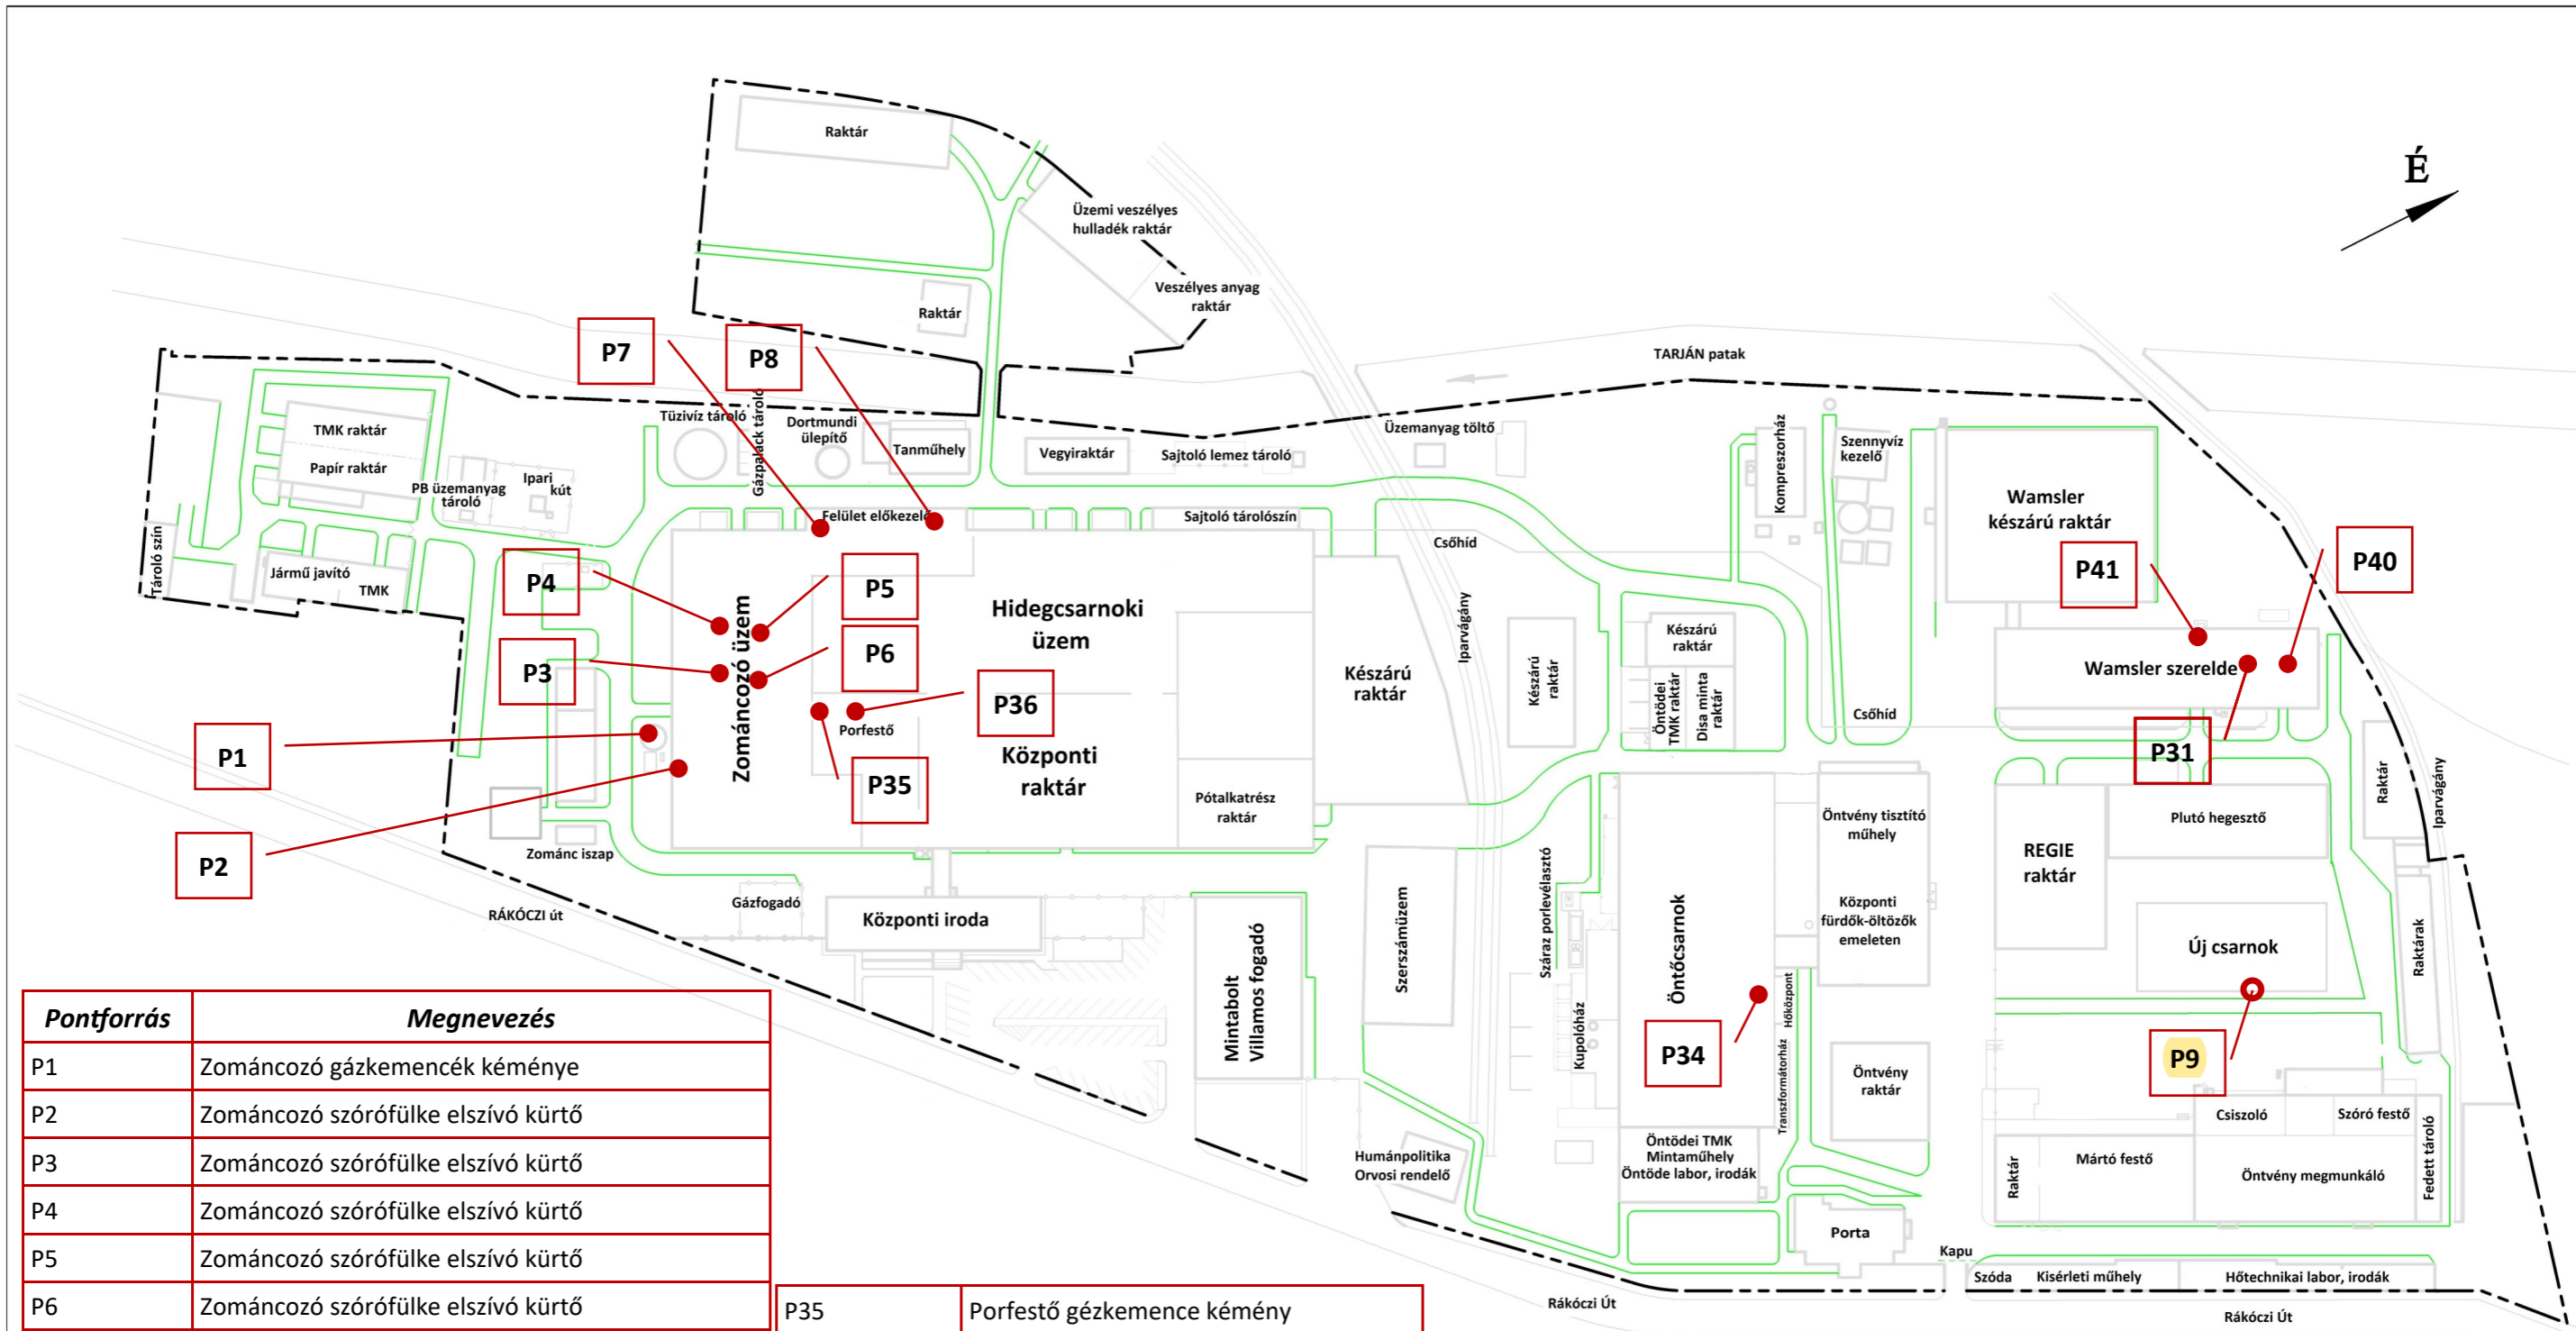 É
Raktár
Üzemi veszélyes
hulladék raktár
Veszélyes anyag
raktár
Raktár
P7
P8
TARJÁN patak
TMK raktár
Papír raktár
PB üzemanyag
tároló
Ipari
kút
Tüzivíz tároló
Gázpalack tároló
Dortmundi
ülepítő
Tanműhely
Vegyiraktár
Sajtoló lemez tároló
Üzemanyag töltő
Kompreszorház
Szennyvíz
kezelő
Wamsler
készárú raktár
Tároló szín
Jármű javító
TMK
Felület előkezelő
Sajtoló tárolószín
Csőhíd
Iparvágány
P4
P5
P3
P6
P36
P1
P35
P2
Zománcozó üzem
Hidegcsarnoki
üzem
Porfestő
Központi
raktár
Készárú
raktár
Pótalkatrész
raktár
Készárú
raktár
Készárú
raktár
Öntödei
TMK raktár
Disa minta
raktár
Csőhíd
P41
P40
Wamsler szerelde
P31
Raktár
Iparvágány
Plutó hegesztő
REGIE
raktár
Új csarnok
Raktárak
P9
Zománc iszap
RÁKÓCZI út
Gázfogadó
Központi iroda
Mintabolt
Villamos fogadó
Szerszámüzem
Száraz porlevélasztó
Kupolóház
Öntőcsarnok
P34
Öntvény tisztító
műhely
Központi
fürdők-öltözők
emeleten
Hőközpont
Transzformátorház
Öntvény
raktár
Öntödei TMK
Mintaműhely
Öntöde labor, irodák
Humánpolitika
Orvosi rendelő
Porta
Kapu
Csiszoló
Szóró festő
Raktár
Mártó festő
Öntvény megmunkáló
Fedett tároló
Szóda
Kisérleti műhely
Hőtechnikai labor, irodák
Rákóczi Út
Rákóczi Út
Pontforrás Megnevezés
P1 Zománcozó gázkemencék kéménye
P2 Zománcozó szórófülke elszívó kürtő
P3 Zománcozó szórófülke elszívó kürtő
P4 Zománcozó szórófülke elszívó kürtő
P5 Zománcozó szórófülke elszívó kürtő
P6 Zománcozó szórófülke elszívó kürtő
P35 Porfestő gézkemence kémény